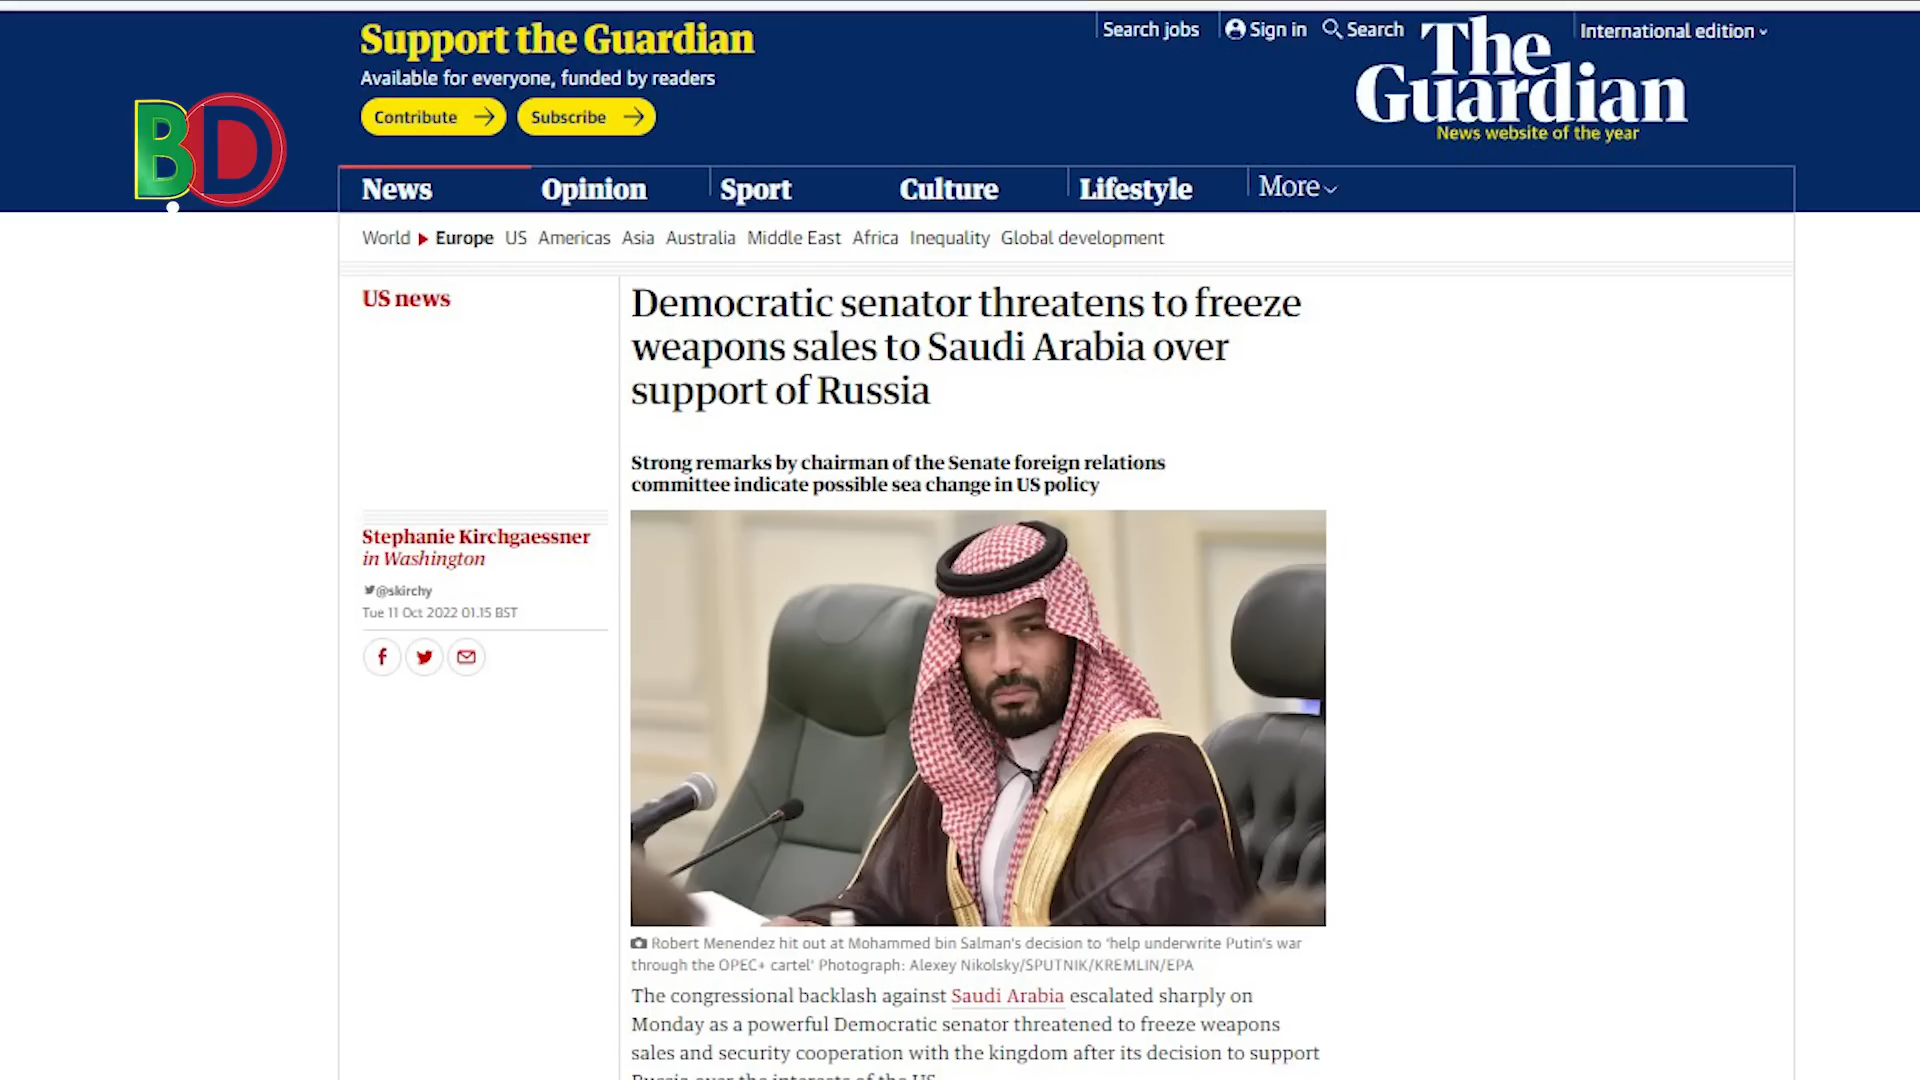 Support the Guardian
Available for everyone, funded by readers
Contribute
Subscribe
Search jobs
Sign in
Search
International edition
The
Guardian
News website of the year
BD
News
Opinion
Sport
Culture
Lifestyle
More
World
Europe
US
Americas
Asia
Australia
Middle East
Africa
Inequality
Global development
US news
Democratic senator threatens to freeze
weapons sales to Saudi Arabia over
support of Russia
Strong remarks by chairman of the Senate foreign relations
committee indicate possible sea change in US policy
Stephanie Kirchgaessner
in Washington
@skirchy
Tue 11 Oct 2022 01.15 BST
Robert Menendez hit out at Mohammed bin Salman's decision to 'help underwrite Putin's war
through the OPEC+ cartel' Photograph: Alexey Nikolsky/SPUTNIK/KREMLIN/EPA
The congressional backlash against Saudi Arabia escalated sharply on
Monday as a powerful Democratic senator threatened to freeze weapons
sales and security cooperation with the kingdom after its decision to support
Russia over the interests of the US